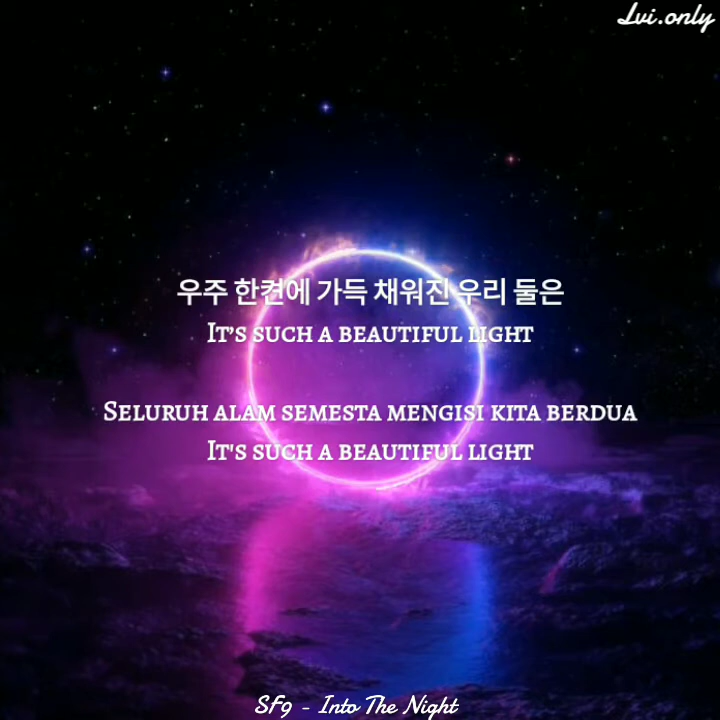 Lvi.only
우주 한켠에 가득 채워진 우리 둘은
It's such a beautiful light
Seluruh alam semesta mengisi kita berdua
It's such a beautiful light
SF9 - Into The Night